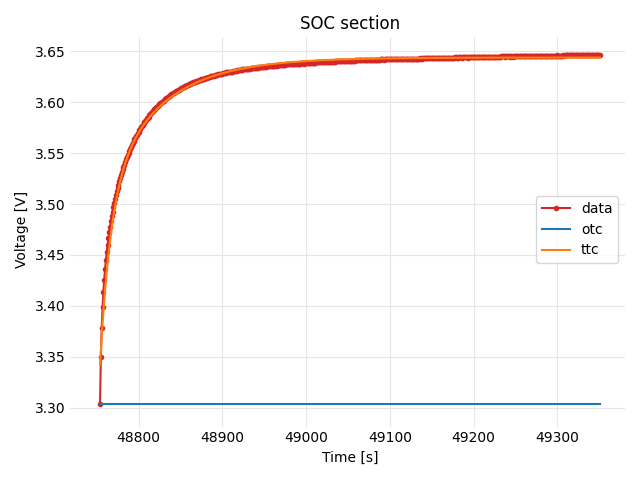 SOC section
Voltage [V]
3.65
3.60
3.55
3.50
3.45
3.40
3.35
3.30
data
otc
ttc
48800 48900 49000 49100 49200 49300
Time [s]